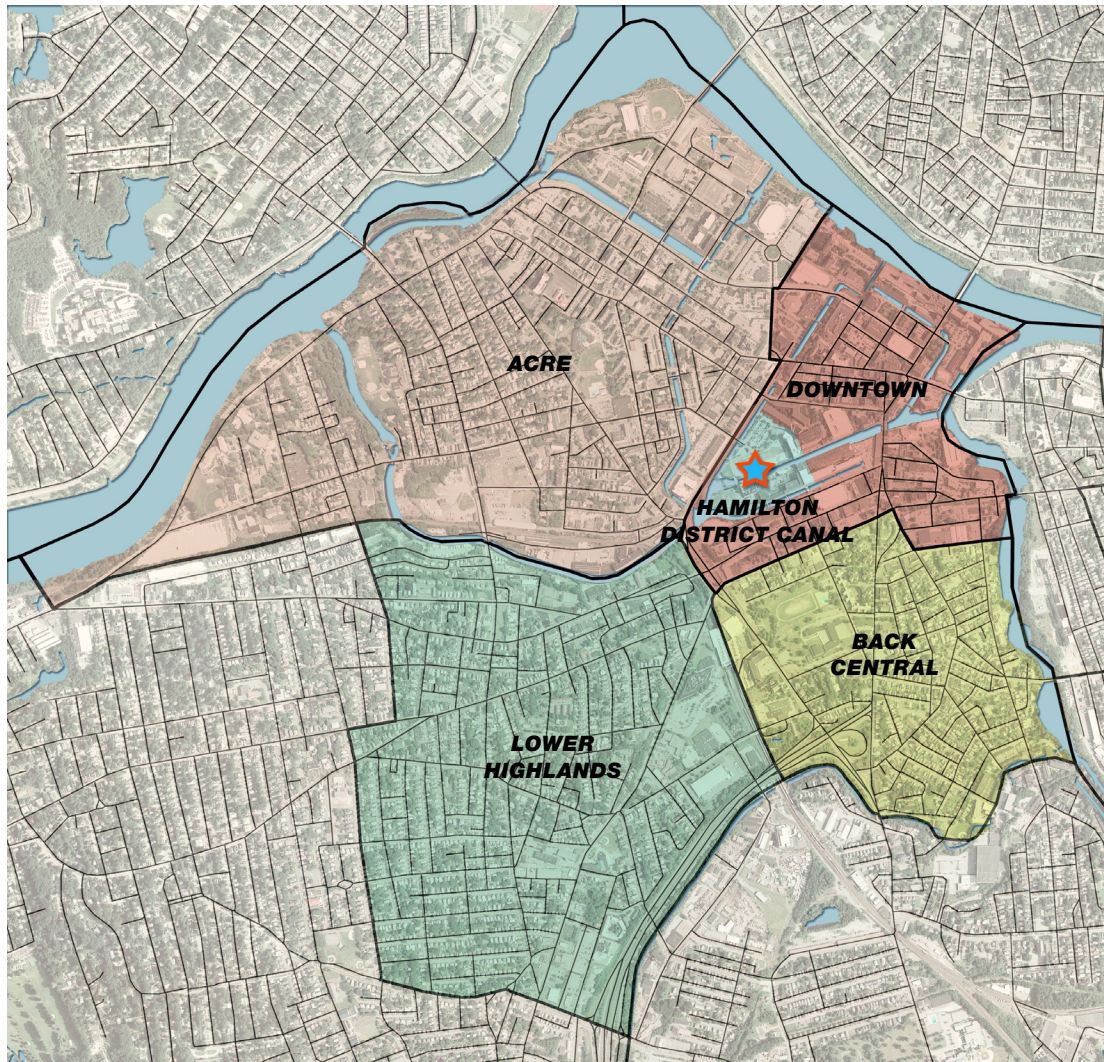 ACRE
DOWNTOWN
HAMILTON
DISTRICT CANAL
BACK
CENTRAL
LOWER
HIGHLANDS